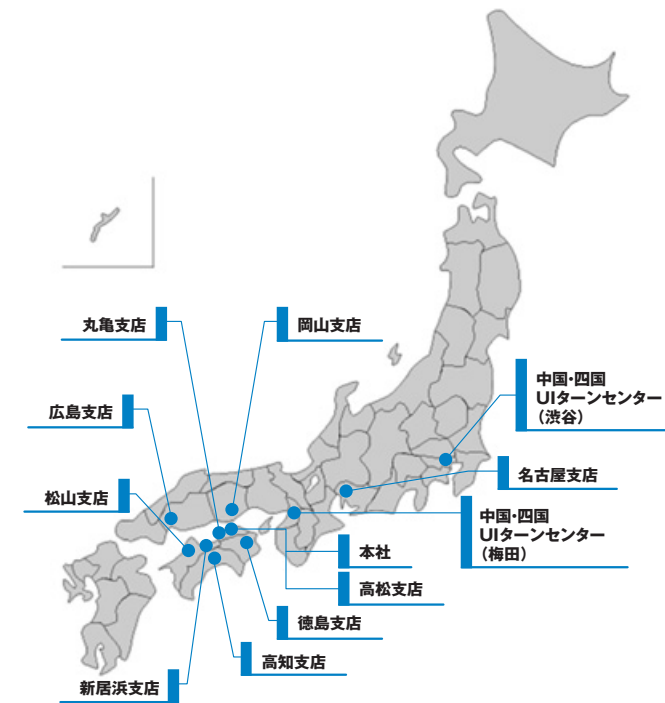 丸亀支店
岡山支店
中国・四国
UIターンセンター
（渋谷）
広島支店
名古屋支店
松山支店
中国・四国
UIターンセンター
（梅田）
本社
高松支店
徳島支店
高知支店
新居浜支店